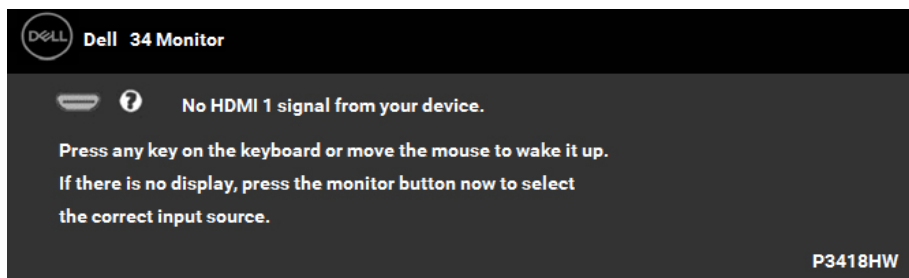 DELL
Dell 34 Monitor
? No HDMI 1 signal from your device.
Press any key on the keyboard or move the mouse to wake it up.
If there is no display, press the monitor button now to select
the correct input source.
P3418HW